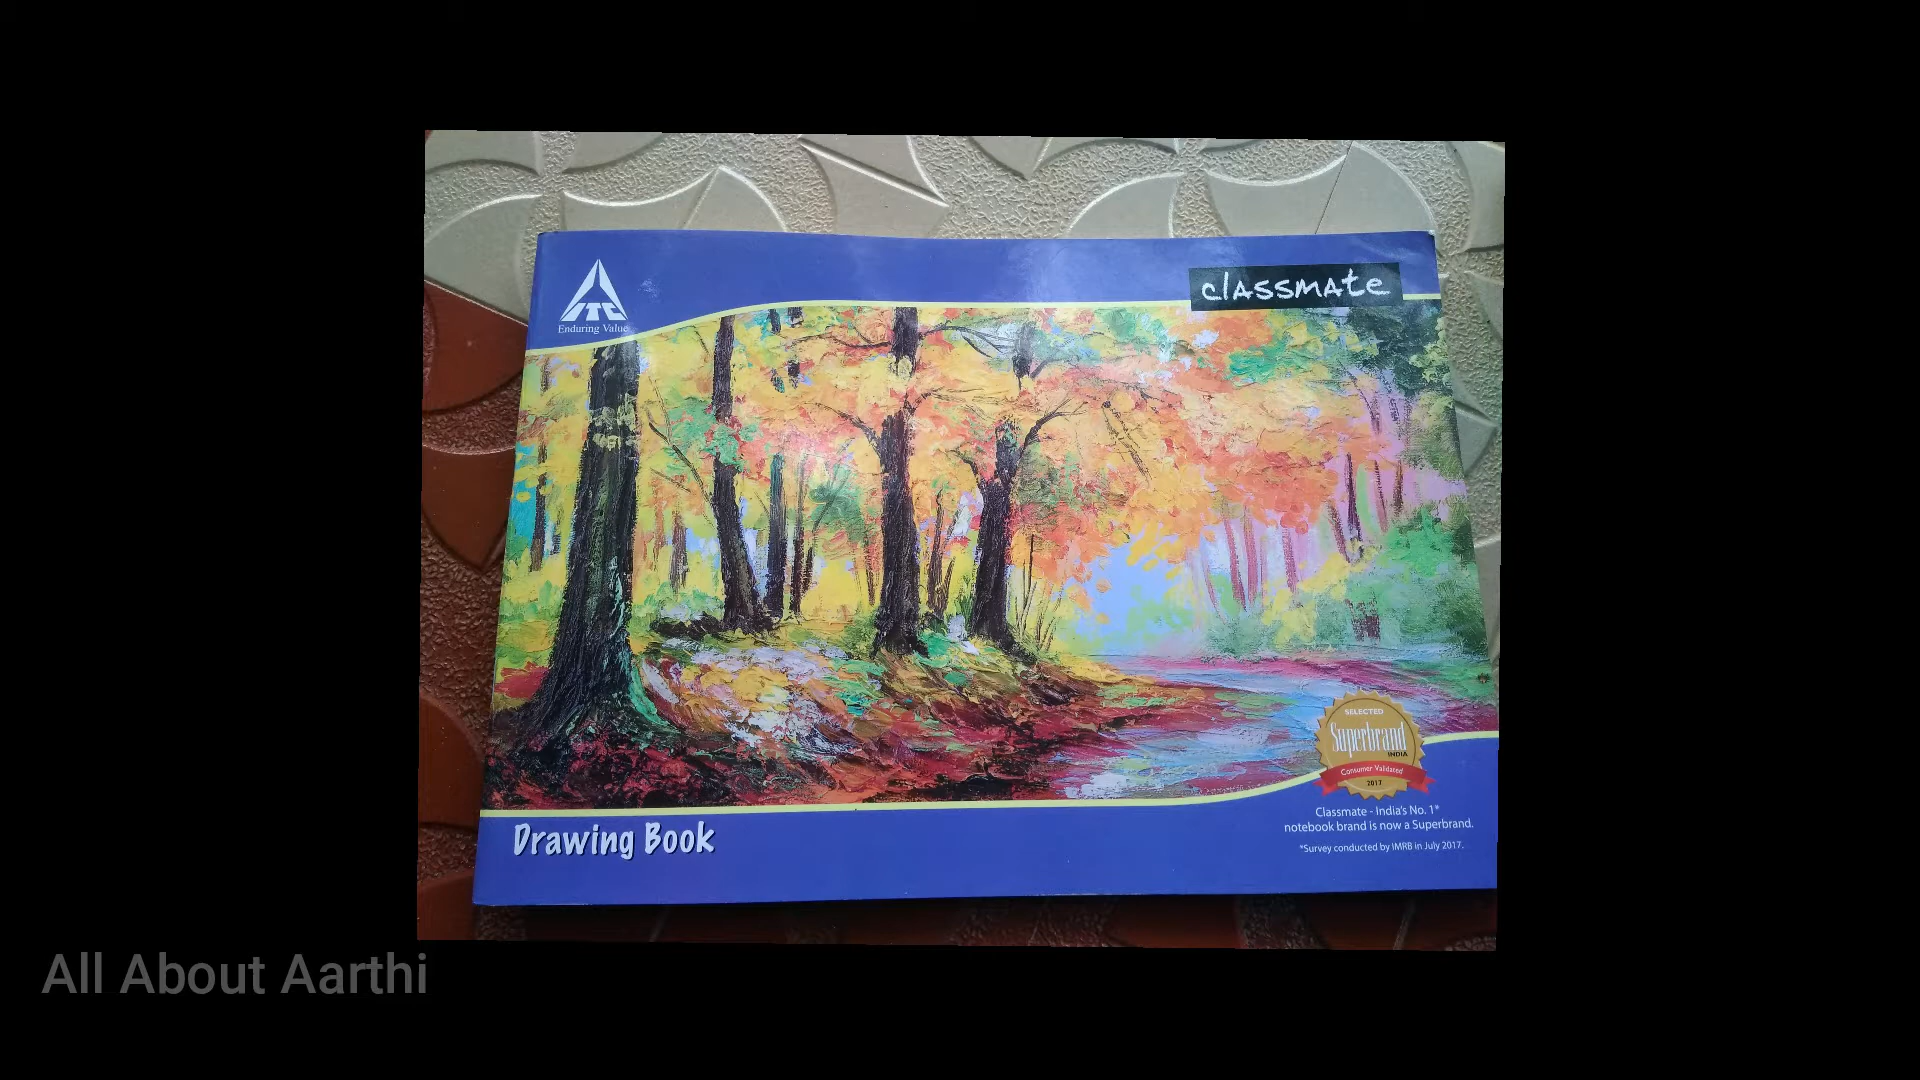 ITC
Enduring Value
classmate
SELECTED
Superbrand
INDIA
Consumer Validated
2017
Classmate - India's No. 1*
notebook brand is now a Superbrand.
*Survey conducted by IMRB in July 2017.
Drawing Book
All About Aarthi